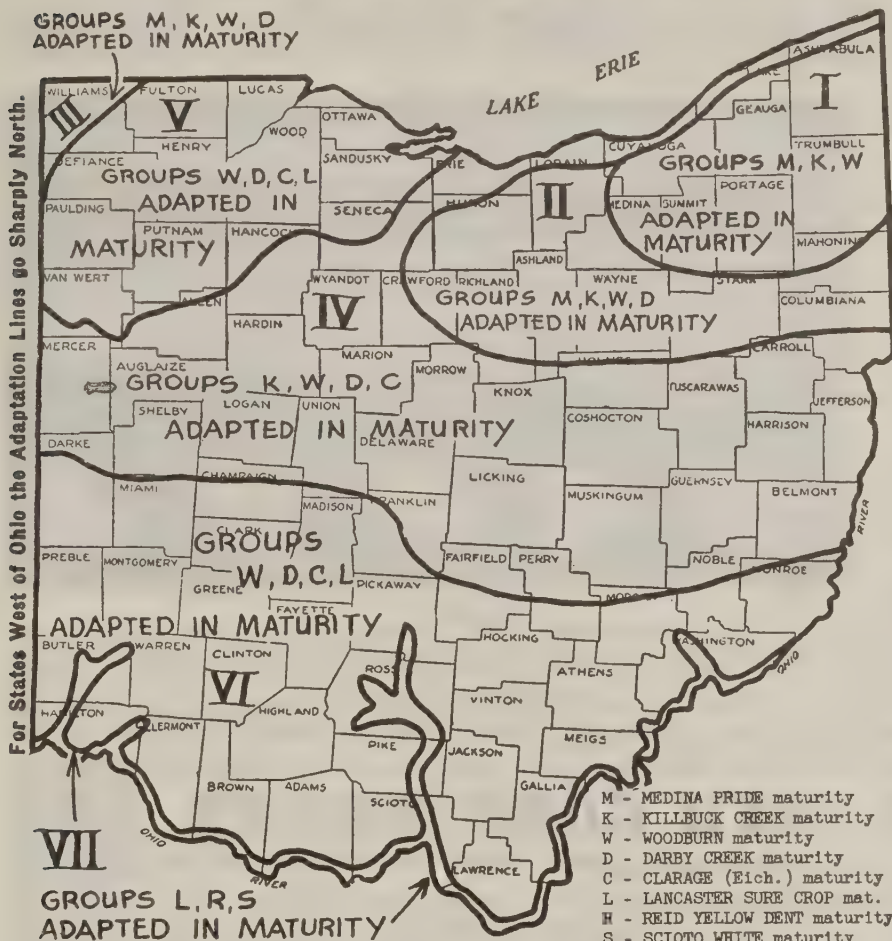 GROUPS M, K, W, D
ADAPTED IN MATURITY
For States West of Ohio the Adaptation Lines go Sharply North.
LAKE ERIE
ASHTABULA
LAKE
I
WILLIAMS
FULTON
LUCAS
III
V
GEAUGA
OTTAWA
WOOD
HENRY
CUYAHOGA
TRUMBULL
DEFIANCE
SANDUSKY
ERIE
LORAIN
GROUPS M, K, W
GROUPS W, D, C, L
ADAPTED IN
MATURITY
PORTAGE
PAULDING
SENECA
HURON
II
MEDINA
SUMMIT
ADAPTED IN
MATURITY
PUTNAM
HANCOCK
MAHONING
ASHLAND
VAN WERT
WYANDOT
CRAWFORD
RICHLAND
WAYNE
STARK
ALLEN
IV
GROUPS M, K, W, D
ADAPTED IN MATURITY
COLUMBIANA
HARDIN
MERCER
MARION
HOLMES
CARROLL
AUGLAIZE
MORROW
GROUPS K, W, D, C
ADAPTED IN MATURITY
KNOX
TUSCARAWAS
JEFFERSON
SHELBY
LOGAN
UNION
COSHOCTON
HARRISON
DARKE
DELAWARE
CHAMPAIGN
LICKING
GUERNSEY
MIAMI
MADISON
FRANKLIN
MUSKINGUM
BELMONT
CLARK
RIVER
GROUPS
W, D, C, L
ADAPTED IN MATURITY
PREBLE
MONTGOMERY
FAIRFIELD
PERRY
NOBLE
MONROE
GREENE
PICKAWAY
FAYETTE
MORGAN
HOCKING
WASHINGTON
BUTLER
WARREN
CLINTON
ROSS
ATHENS
OHIO
VI
HAMILTON
CLERMONT
HIGHLAND
VINTON
PIKE
JACKSON
MEIGS
BROWN
ADAMS
SCIOTO
GALLIA
OHIO
RIVER
LAWRENCE
VII
GROUPS L, R, S
ADAPTED IN MATURITY
M - MEDINA PRIDE maturity
K - KILLBUCK CREEK maturity
W - WOODBURN maturity
D - DARBY CREEK maturity
C - CLARAGE (Eich.) maturity
L - LANCASTER SURE CROP mat.
R - REID YELLOW DENT maturity
S - SCIOTO WHITE maturity